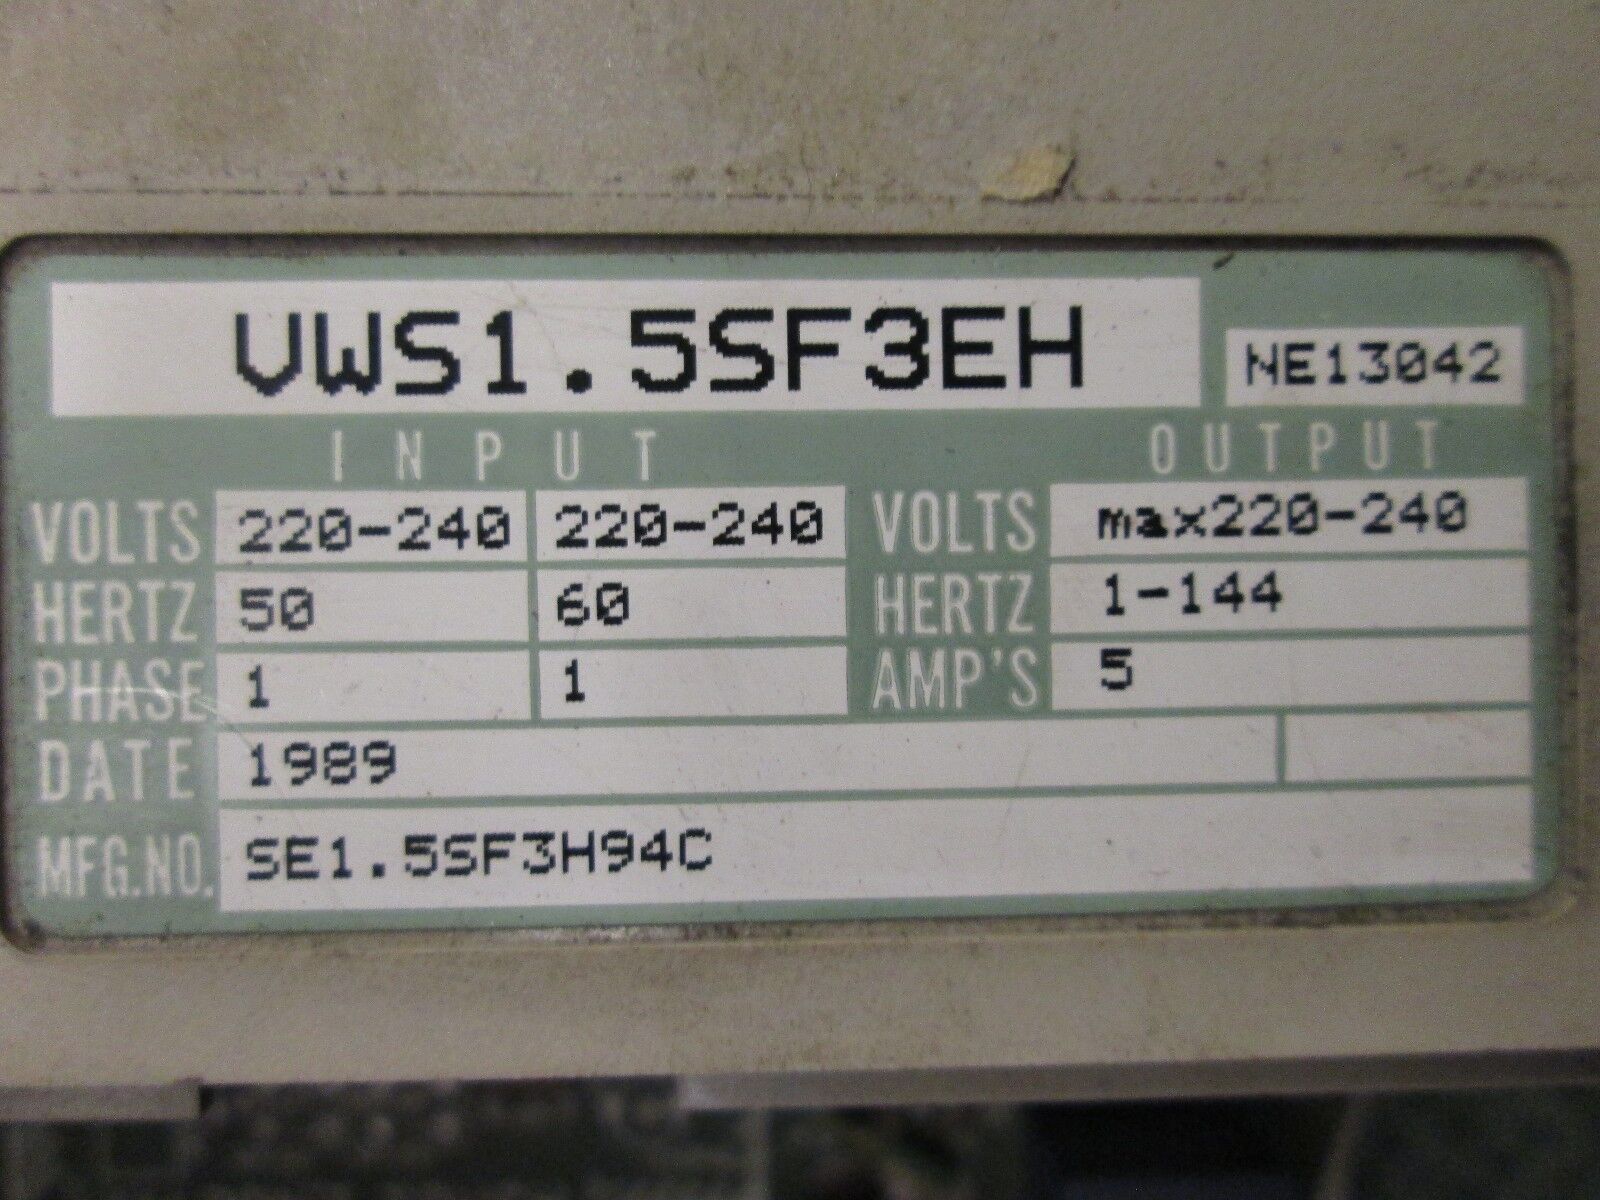 VWS1.5SF3EH NE13042
INPUT OUTPUT
VOLTS 220-240 220-240 VOLTS max220-240
HERTZ 50 60 HERTZ 1-144
PHASE 1 1 AMP'S 5
DATE 1989
MFG.NO. SE1.5SF3H94C